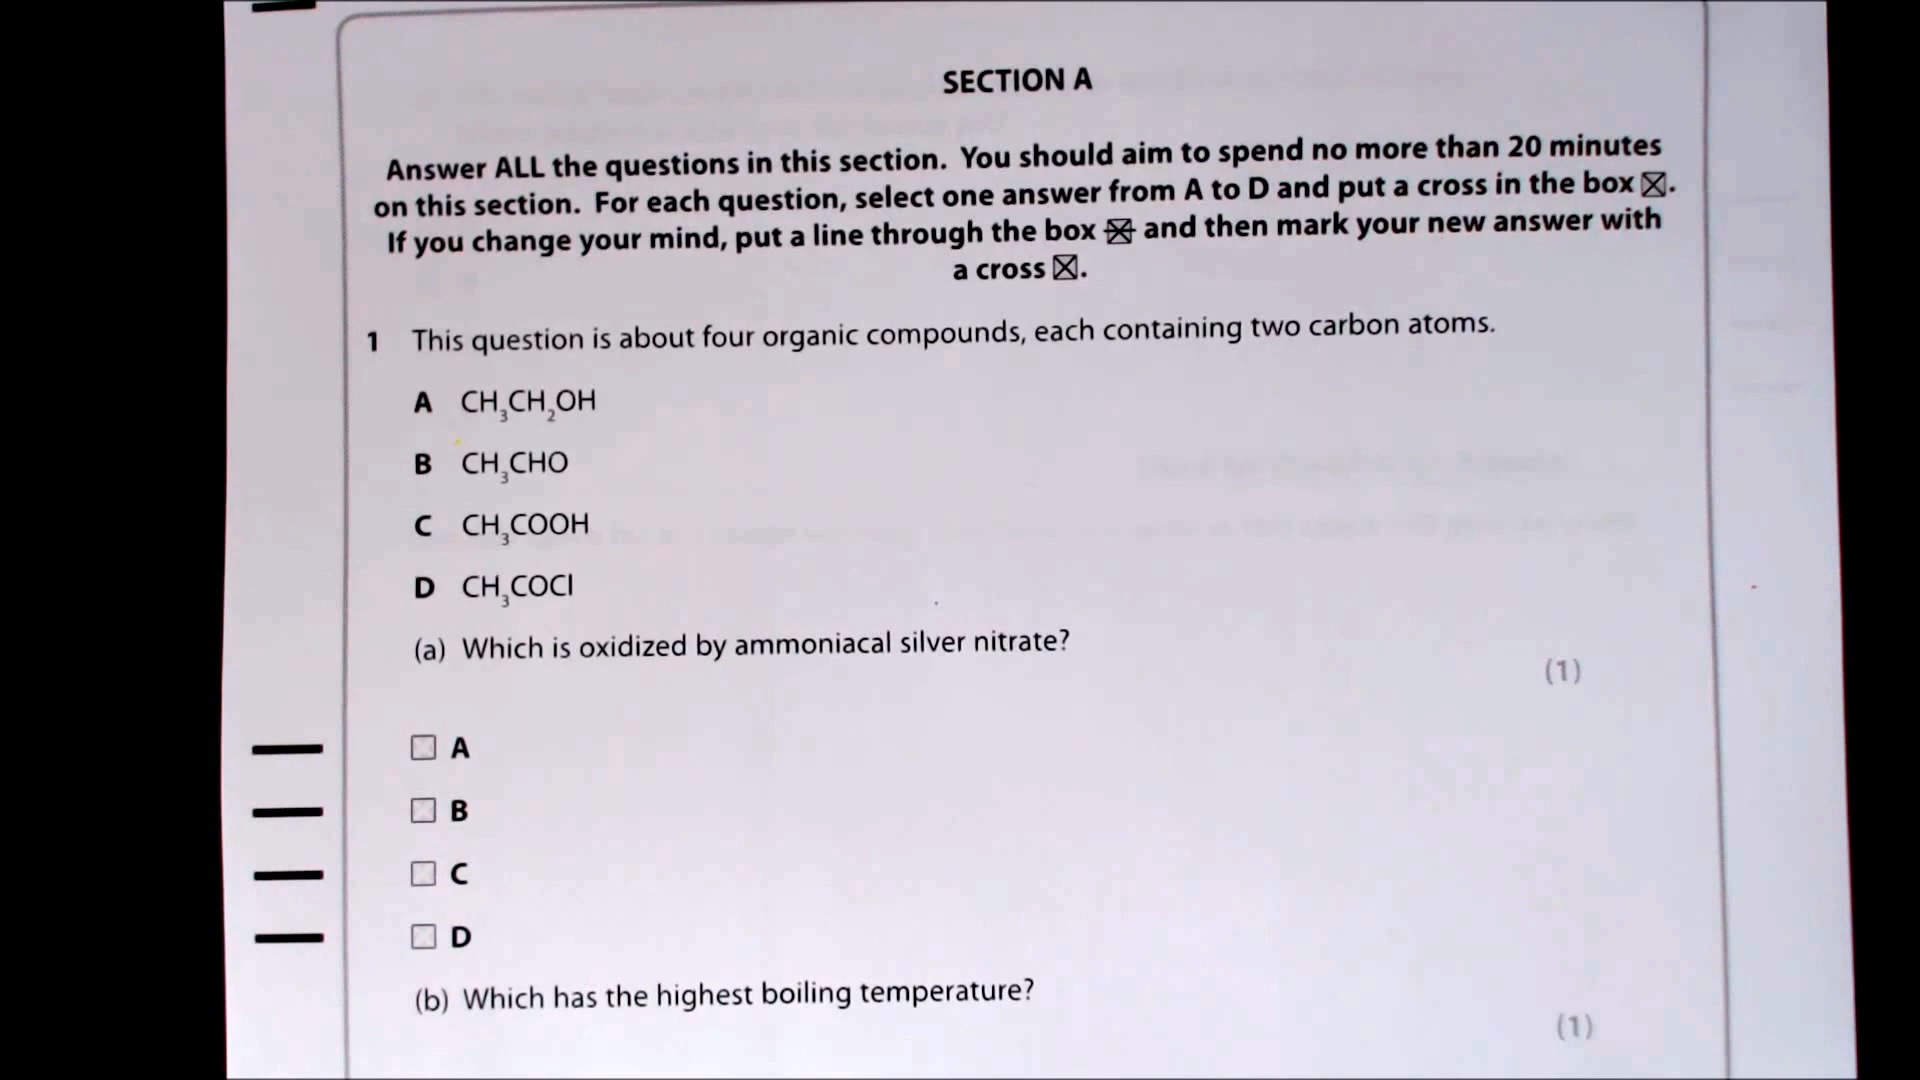 SECTION A
Answer ALL the questions in this section. You should aim to spend no more than 20 minutes
on this section. For each question, select one answer from A to D and put a cross in the box ☒.
If you change your mind, put a line through the box ☒ and then mark your new answer with
a cross ☒.
1 This question is about four organic compounds, each containing two carbon atoms.
A CH₃CH₂OH
B CH₃CHO
C CH₃COOH
D CH₃COCl
(a) Which is oxidized by ammoniacal silver nitrate?
(1)
A
B
C
D
(b) Which has the highest boiling temperature?
(1)